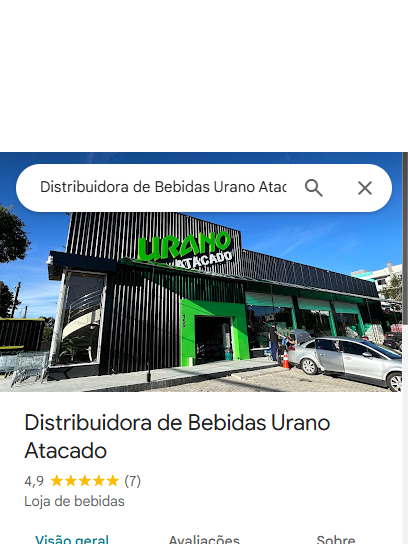 Distribuidora de Bebidas Urano Atac
URANO
ATACADO
Distribuidora de Bebidas Urano
Atacado
4,9 (7)
Loja de bebidas
Visão geral Avaliações Sobre